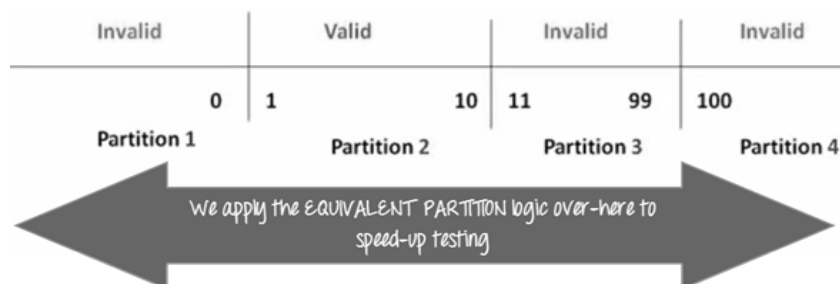 Invalid Valid Invalid Invalid
0 1 10 11 99 100
Partition 1 Partition 2 Partition 3 Partition 4
We apply the EQUIVALENT PARTITION logic over-here to
speed-up testing